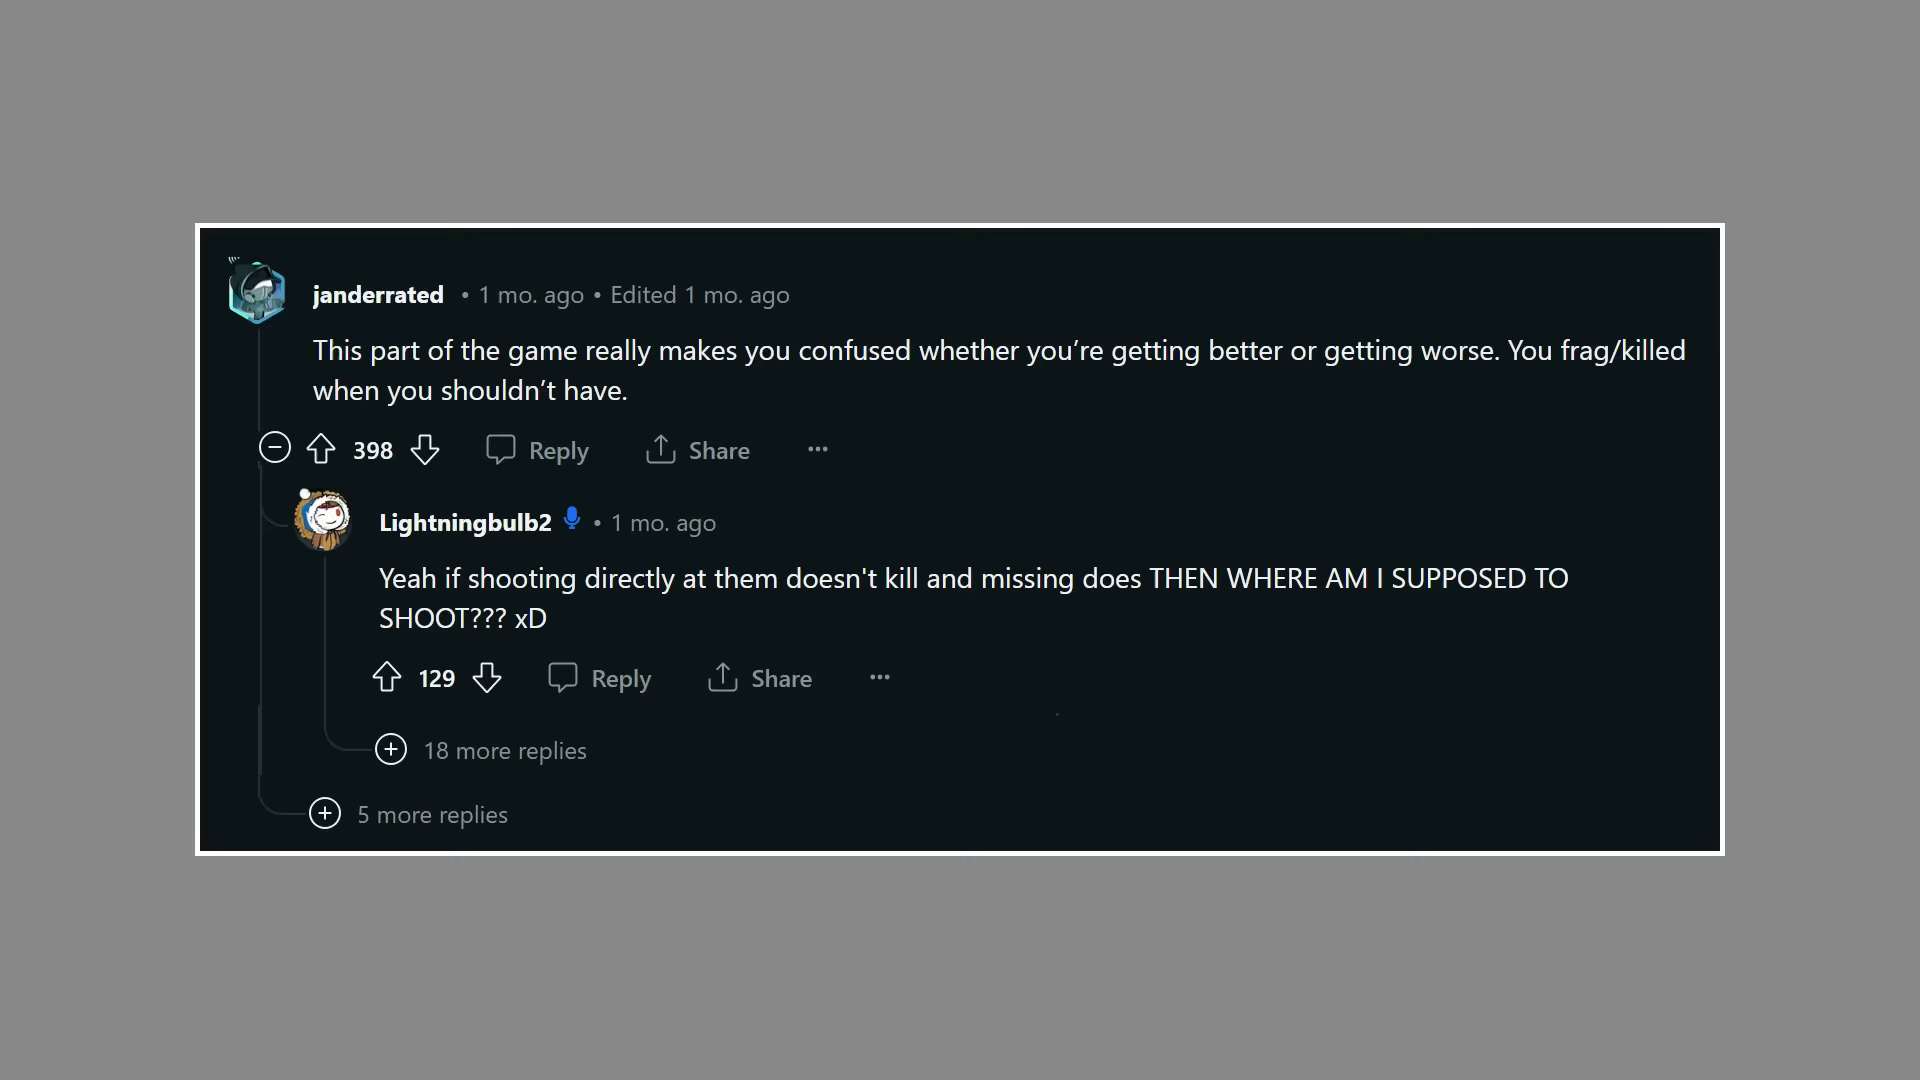 janderrated • 1 mo. ago • Edited 1 mo. ago
This part of the game really makes you confused whether you’re getting better or getting worse. You frag/killed
when you shouldn’t have.
398 Reply Share ...
Lightningbulb2 • 1 mo. ago
Yeah if shooting directly at them doesn't kill and missing does THEN WHERE AM I SUPPOSED TO
SHOOT??? xD
129 Reply Share ...
18 more replies
5 more replies